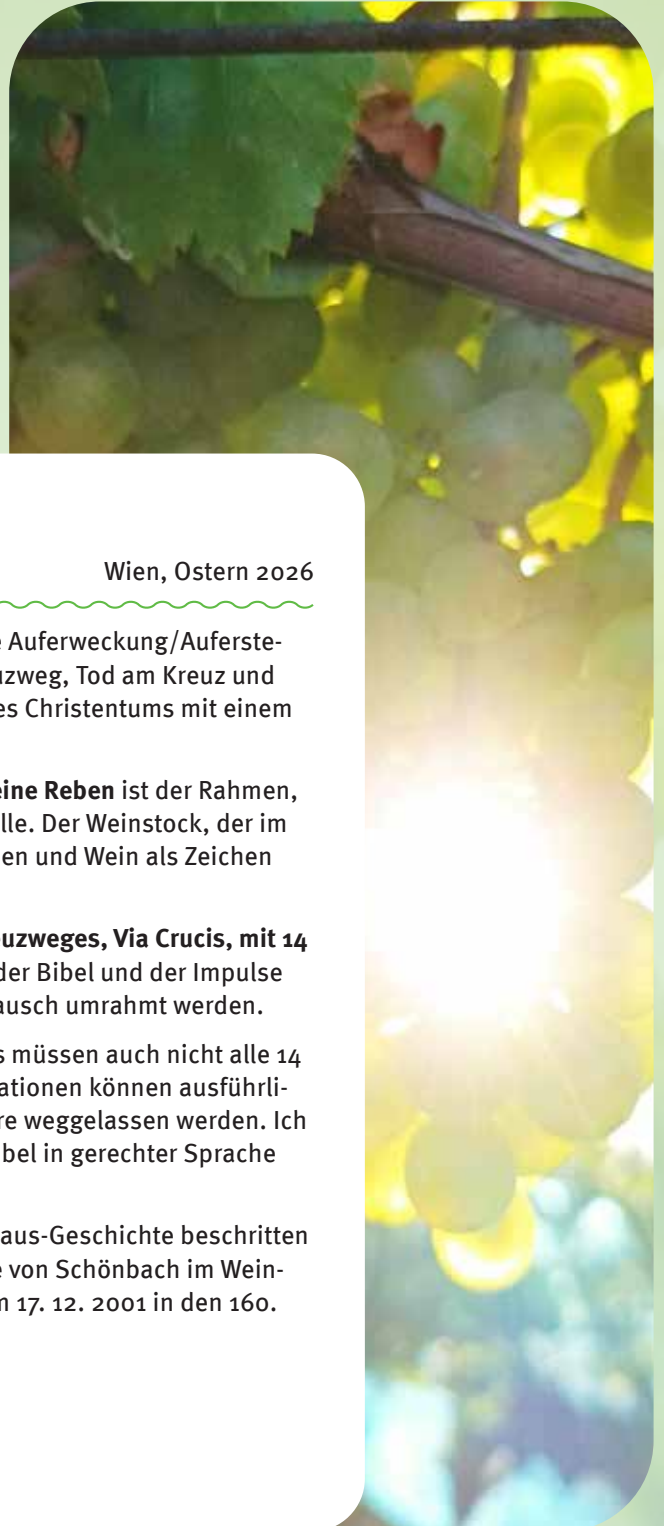 Wien, Ostern 2026
e Auferweckung/Auferste-
uzweg, Tod am Kreuz und
es Christentums mit einem
eine Reben ist der Rahmen,
lle. Der Weinstock, der im
en und Wein als Zeichen
uzweges, Via Crucis, mit 14
der Bibel und der Impulse
ausch umrahmt werden.
s müssen auch nicht alle 14
ationen können ausführli-
re weggelassen werden. Ich
bel in gerechter Sprache
aus-Geschichte beschritten
e von Schönbach im Wein-
m 17. 12. 2001 in den 160.